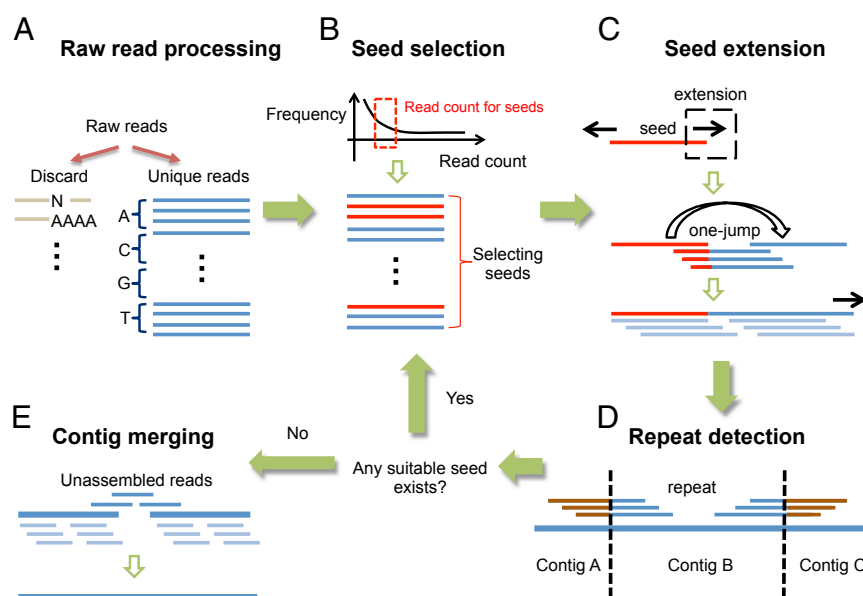 A
Raw read processing
Raw reads
Discard
Unique reads
N
AAAA
A
C
G
T
B
Seed selection
Frequency
Read count for seeds
Read count
Selecting
seeds
C
Seed extension
extension
seed
one-jump
D
Repeat detection
repeat
Contig A
Contig B
Contig C
Any suitable seed
exists?
Yes
No
E
Contig merging
Unassembled reads